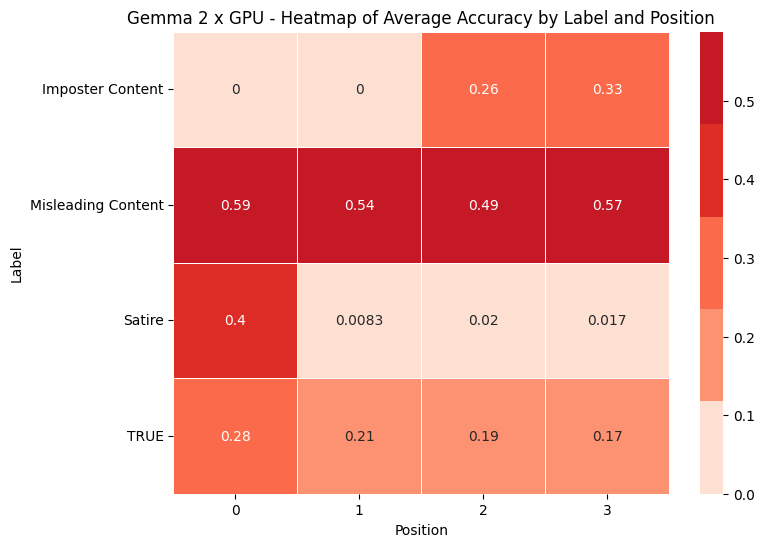 Gemma 2 x GPU - Heatmap of Average Accuracy by Label and Position
Imposter Content
0 0 0.26 0.33
Misleading Content
0.59 0.54 0.49 0.57
Satire
0.4 0.0083 0.02 0.017
TRUE
0.28 0.21 0.19 0.17
Label
0 1 2 3
Position
0.5
0.4
0.3
0.2
0.1
0.0